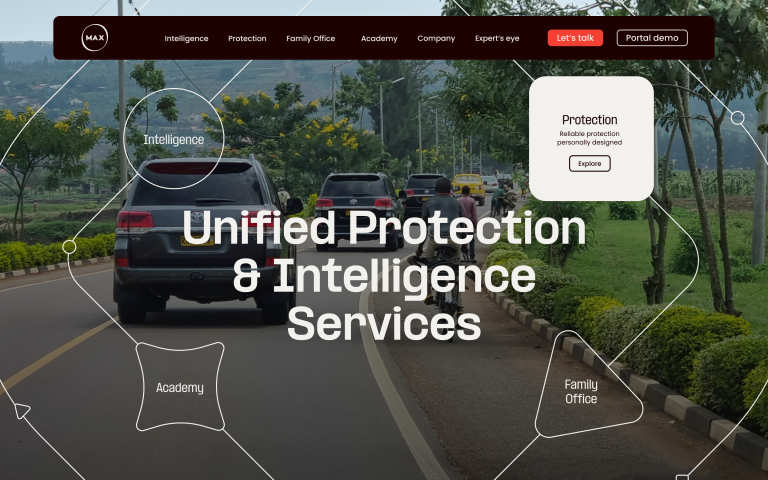 MAX
Intelligence
Protection
Family Office
Academy
Company
Expert's eye
Let's talk
Portal demo
Intelligence
Protection
Reliable protection
personally designed
Explore
Unified Protection
& Intelligence
Services
Academy
Family
Office